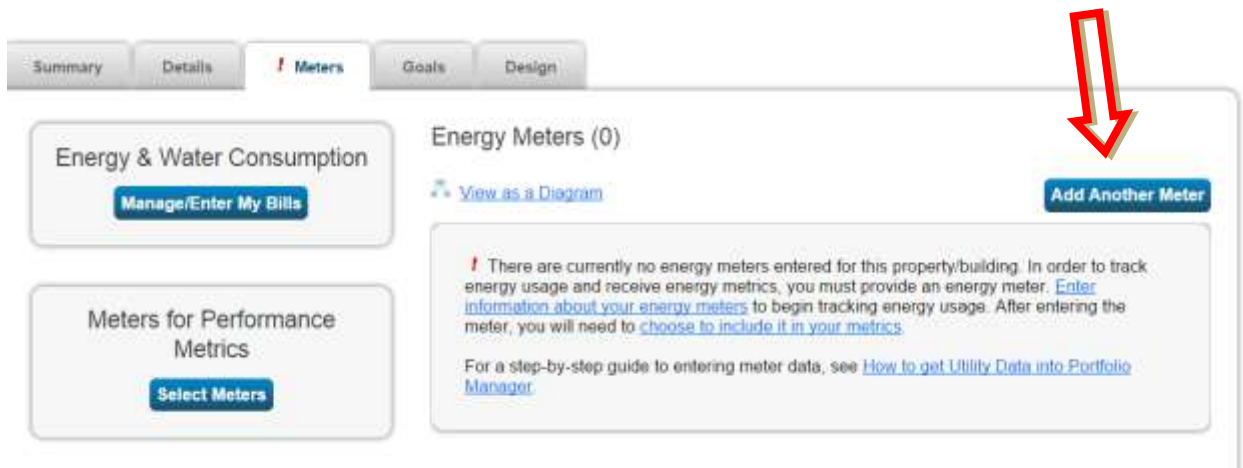 Summary Details ! Meters Goals Design
Energy & Water Consumption
Manage/Enter My Bills
Meters for Performance
Metrics
Select Meters
Energy Meters (0)
View as a Diagram
Add Another Meter
! There are currently no energy meters entered for this property/building. In order to track
energy usage and receive energy metrics, you must provide an energy meter. Enter
information about your energy meters to begin tracking energy usage. After entering the
meter, you will need to choose to include it in your metrics.
For a step-by-step guide to entering meter data, see How to get Utility Data into Portfolio
Manager.